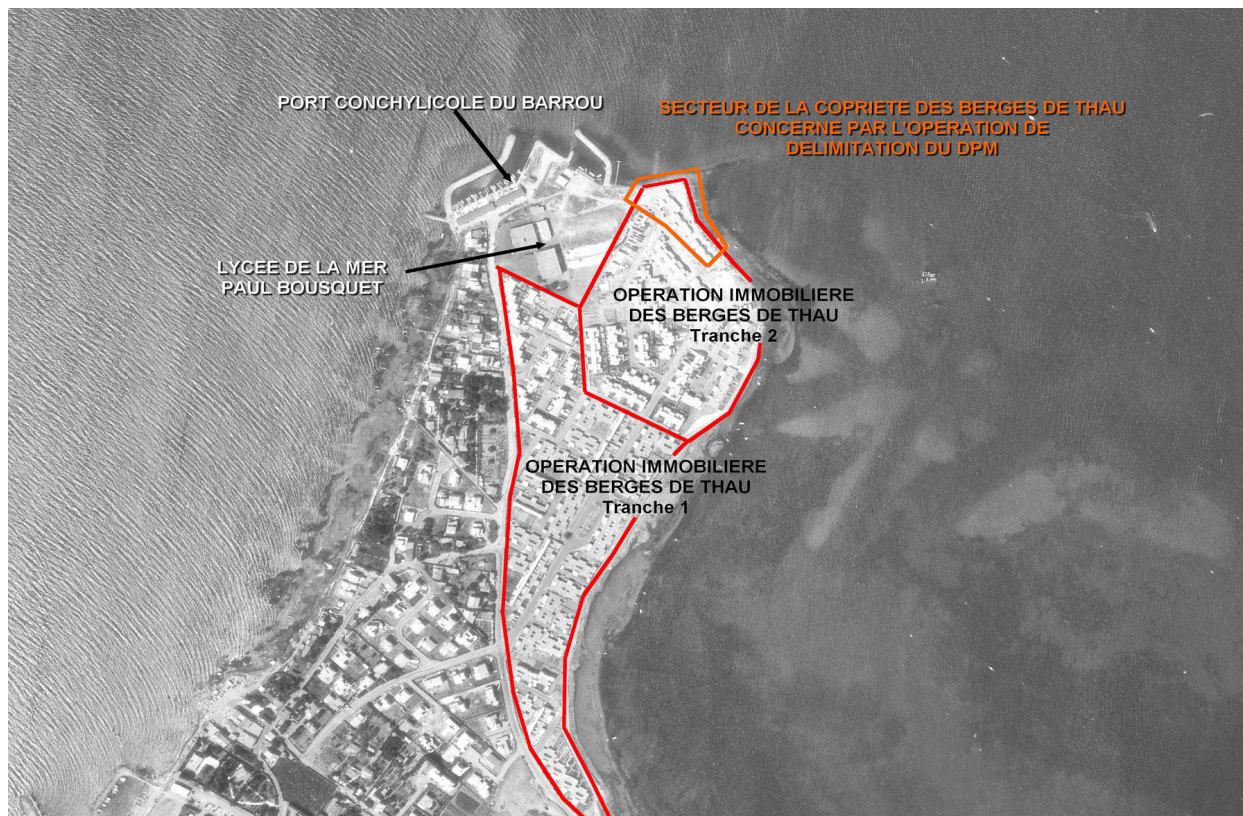 PORT CONCHYLICOLE DU BARROU
SECTEUR DE LA COPRIETE DES BERGES DE THAU
CONCERNE PAR L'OPERATION DE
DELIMITATION DU DPM
LYCEE DE LA MER
PAUL BOUSQUET
OPERATION IMMOBILIERE
DES BERGES DE THAU
Tranche 2
OPERATION IMMOBILIERE
DES BERGES DE THAU
Tranche 1